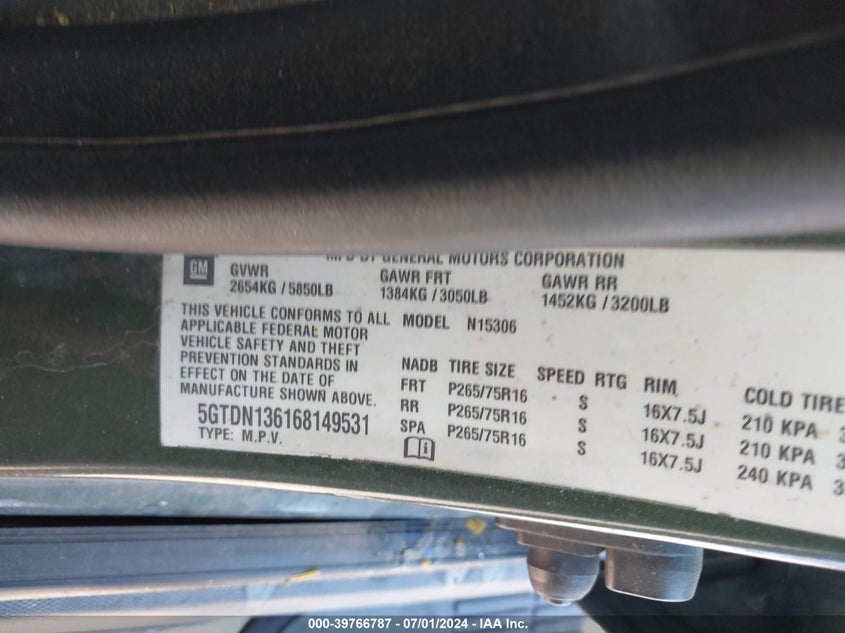 MFD BY GENERAL MOTORS CORPORATION
GM
GVWR GAWR FRT GAWR RR
2654KG / 5850LB 1384KG / 3050LB 1452KG / 3200LB
THIS VEHICLE CONFORMS TO ALL
APPLICABLE FEDERAL MOTOR
VEHICLE SAFETY AND THEFT
PREVENTION STANDARDS IN
EFFECT ON THE DATE OF
MANUFACTURE SHOWN ABOVE.
5GTDN136168149531
TYPE: M.P.V.
MODEL N15306
NADB TIRE SIZE SPEED RTG RIM COLD TIRE
FRT P265/75R16 S 16X7.5J 210 KPA
RR P265/75R16 S 16X7.5J 210 KPA
SPA P265/75R16 S 16X7.5J 240 KPA
000-39766787 - 07/01/2024 - IAA Inc.